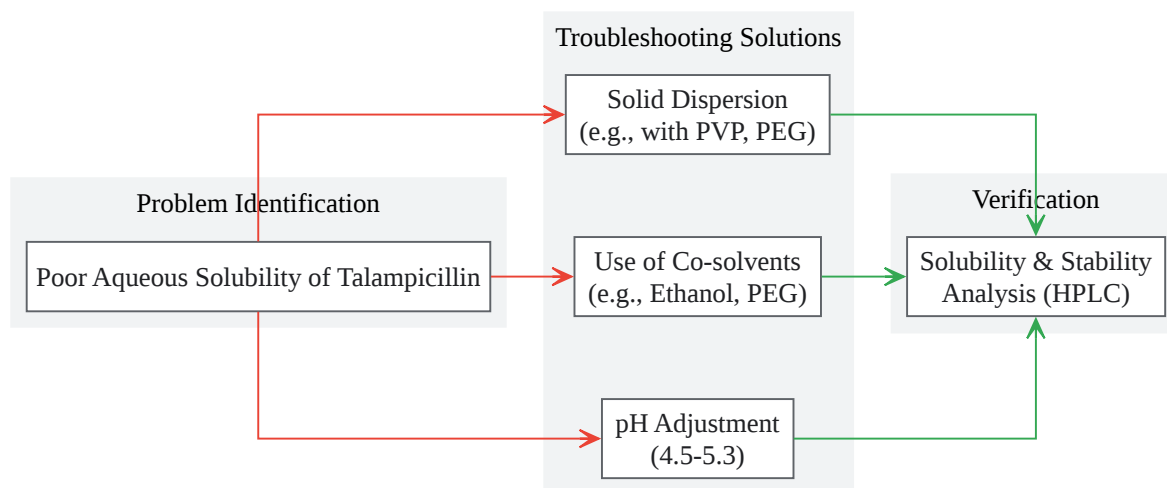 Troubleshooting Solutions
Solid Dispersion
(e.g., with PVP, PEG)
Problem Identification
Poor Aqueous Solubility of Talampicillin
Use of Co-solvents
(e.g., Ethanol, PEG)
pH Adjustment
(4.5-5.3)
Verification
Solubility & Stability
Analysis (HPLC)